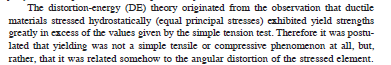 The distortion-energy (DE) theory originated from the observation that ductile
materials stressed hydrostatically (equal principal stresses) exhibited yield strengths
greatly in excess of the values given by the simple tension test. Therefore it was postu-
lated that yielding was not a simple tensile or compressive phenomenon at all, but,
rather, that it was related somehow to the angular distortion of the stressed element.